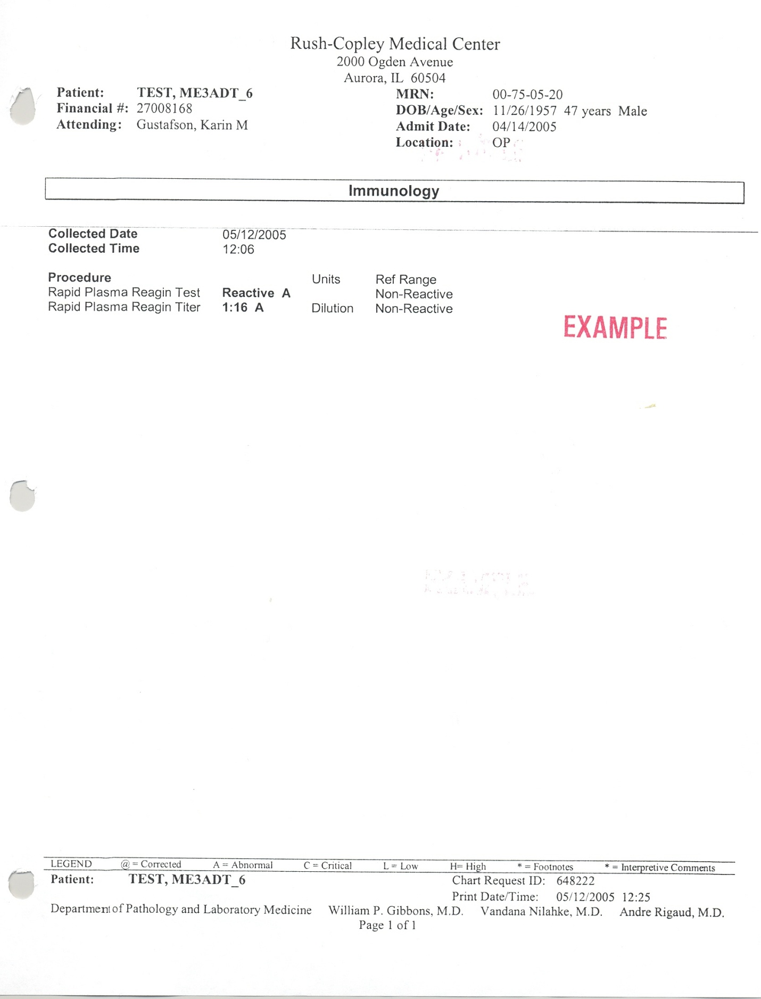 Rush-Copley Medical Center
2000 Ogden Avenue
Aurora, IL 60504
Patient: TEST, ME3ADT_6 MRN: 00-75-05-20
Financial #: 27008168 DOB/Age/Sex: 11/26/1957 47 years Male
Attending: Gustafson, Karin M Admit Date: 04/14/2005
Location: OP
Immunology
Collected Date 05/12/2005
Collected Time 12:06
Procedure Units Ref Range
Rapid Plasma Reagin Test Reactive A Non-Reactive
Rapid Plasma Reagin Titer 1:16 A Dilution Non-Reactive
EXAMPLE
LEGEND @ = Corrected A = Abnormal C = Critical L = Low H= High * = Footnotes * = Interpretive Comments
Patient: TEST, ME3ADT_6 Chart Request ID: 648222
Print Date/Time: 05/12/2005 12:25
Department of Pathology and Laboratory Medicine William P. Gibbons, M.D. Vandana Nilahke, M.D. Andre Rigaud, M.D.
Page 1 of 1